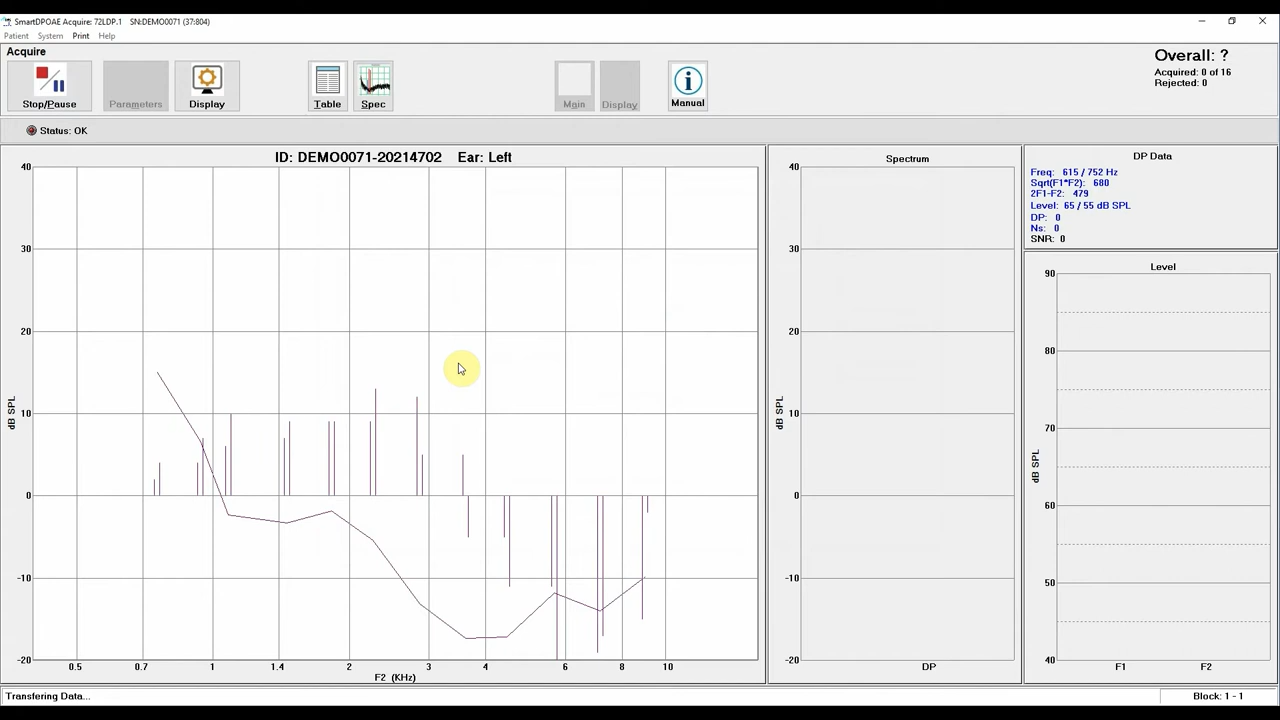 SmartDPOAE Acquire: 72LDP.1    SN:DEMO0071 (37:804)
Patient System Print Help
Acquire
Stop/Pause Parameters Display Table Spec Main Display Manual
Overall: ?
Acquired: 0 of 16
Rejected: 0
Status: OK
ID: DEMO0071-20214702    Ear: Left
40
30
20
10
0
-10
-20
dB SPL
0.5 0.7 1 1.4 2 3 4 6 8 10
F2 (KHz)
Spectrum
40
30
20
10
0
-10
-20
dB SPL
DP
DP Data
Freq: 615 / 752 Hz
Sqrt(F1*F2): 680
2F1-F2: 479
Level: 65 / 55 dB SPL
DP: 0
Ns: 0
SNR: 0
Level
90
80
70
60
50
40
dB SPL
F1 F2
Transfering Data...
Block: 1 - 1